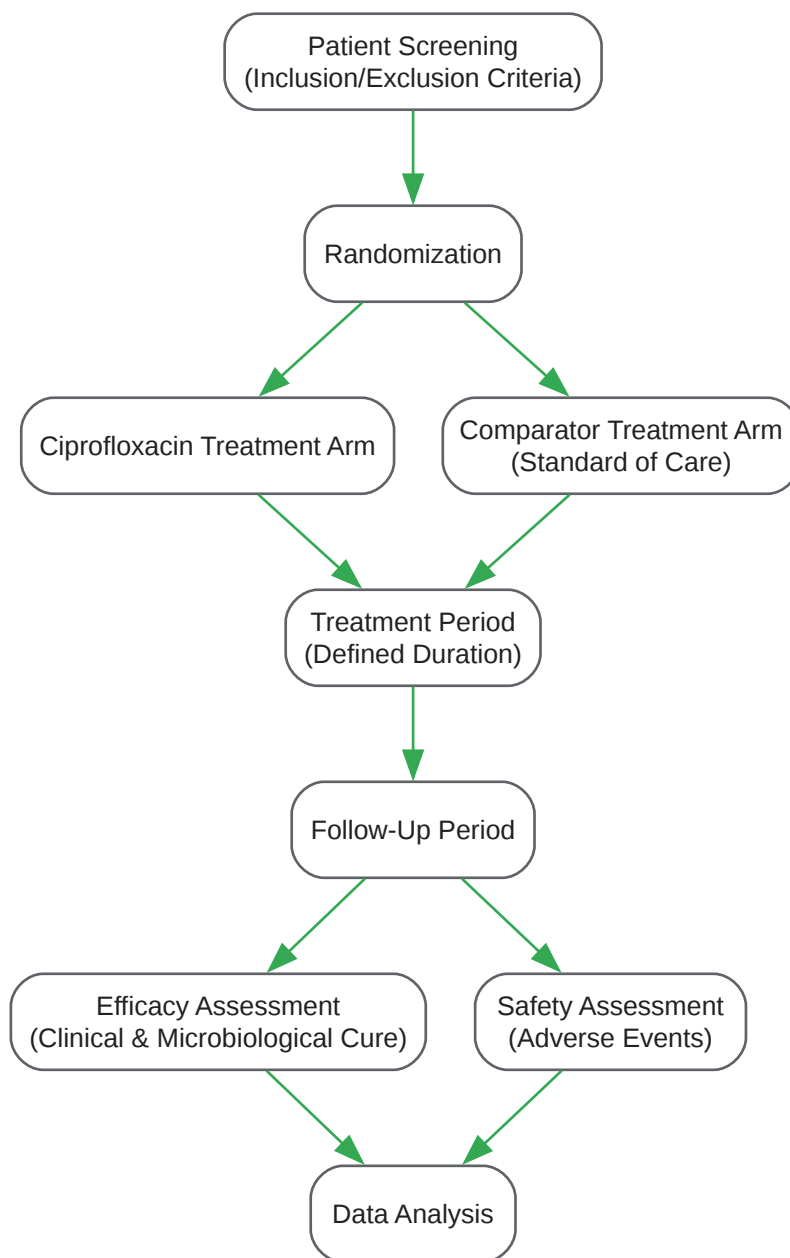 Patient Screening
(Inclusion/Exclusion Criteria)
Randomization
Ciprofloxacin Treatment Arm
Comparator Treatment Arm
(Standard of Care)
Treatment Period
(Defined Duration)
Follow-Up Period
Efficacy Assessment
(Clinical & Microbiological Cure)
Safety Assessment
(Adverse Events)
Data Analysis